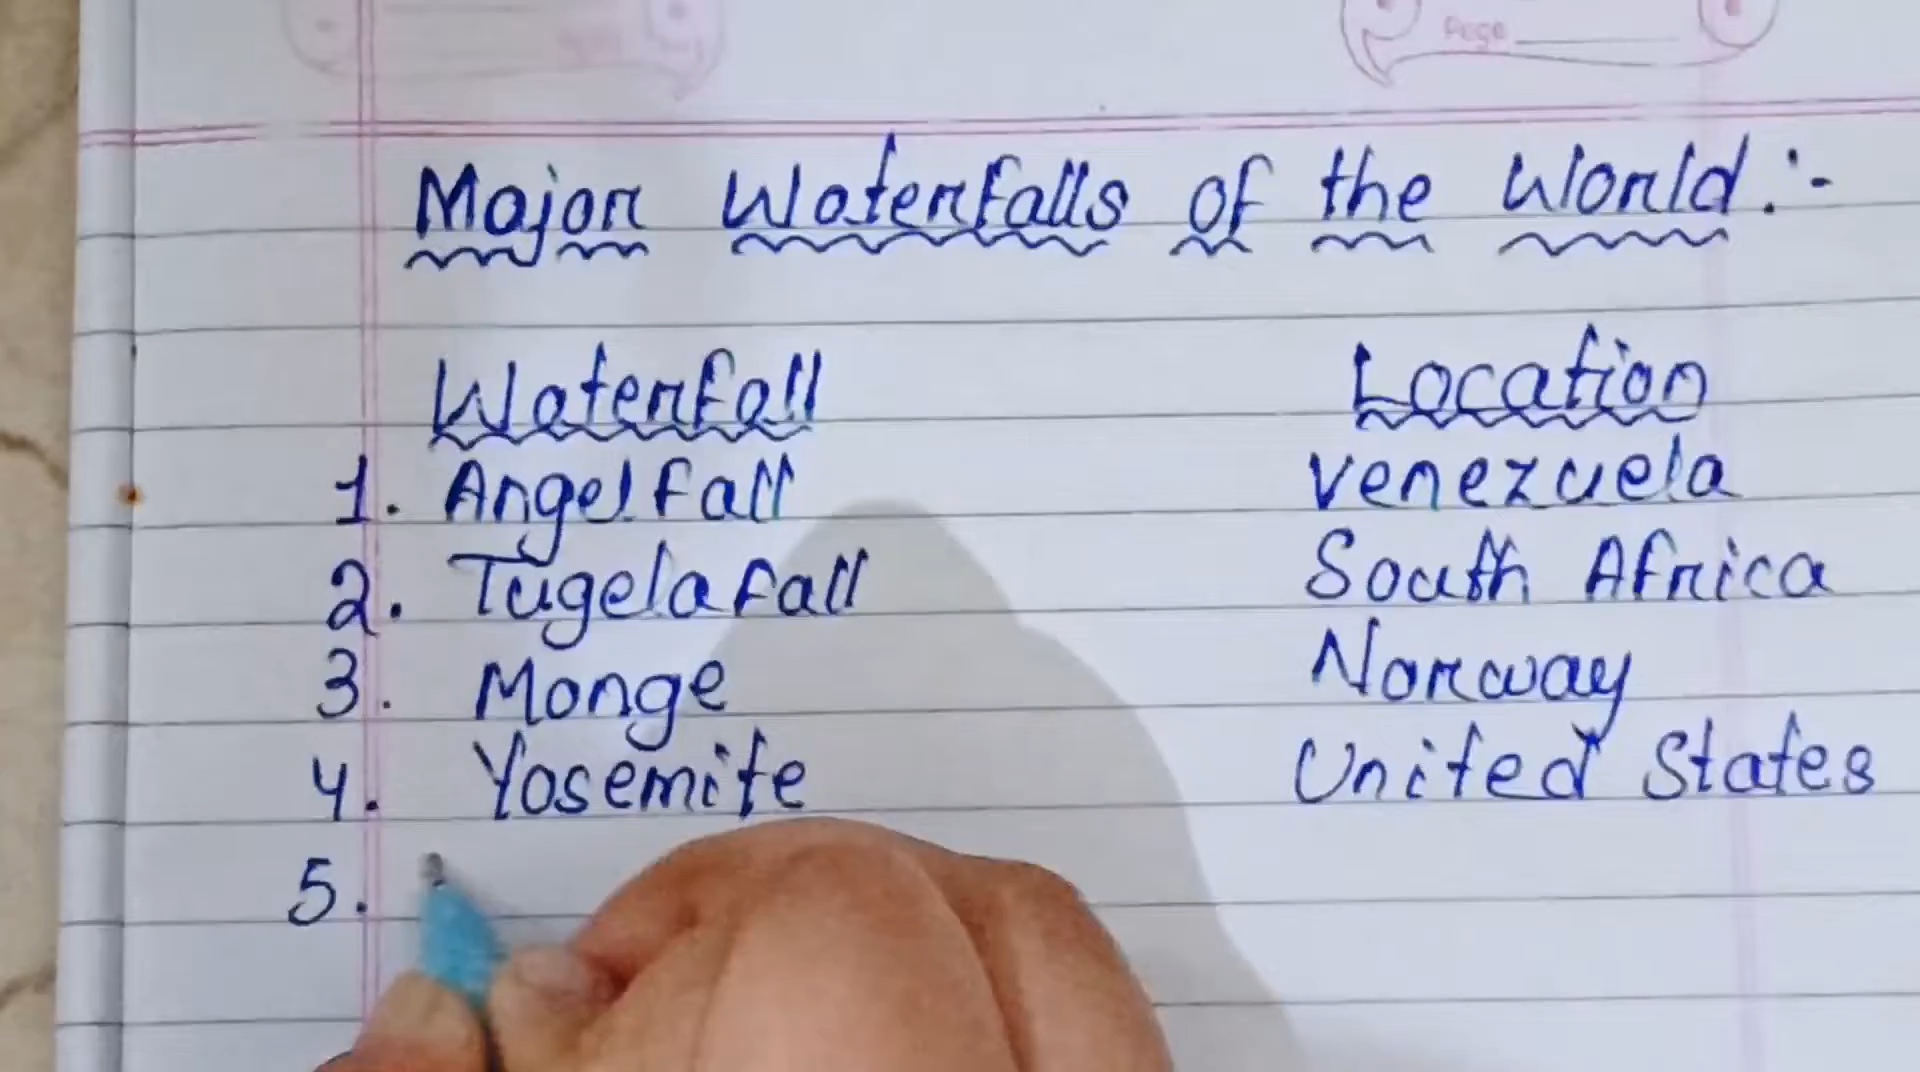 Page
Major Waterfalls of the World:-
Waterfall Location
1. Angel fall Venezuela
2. Tugela fall South Africa
3. Monge Norway
4. Yosemite United States
5.